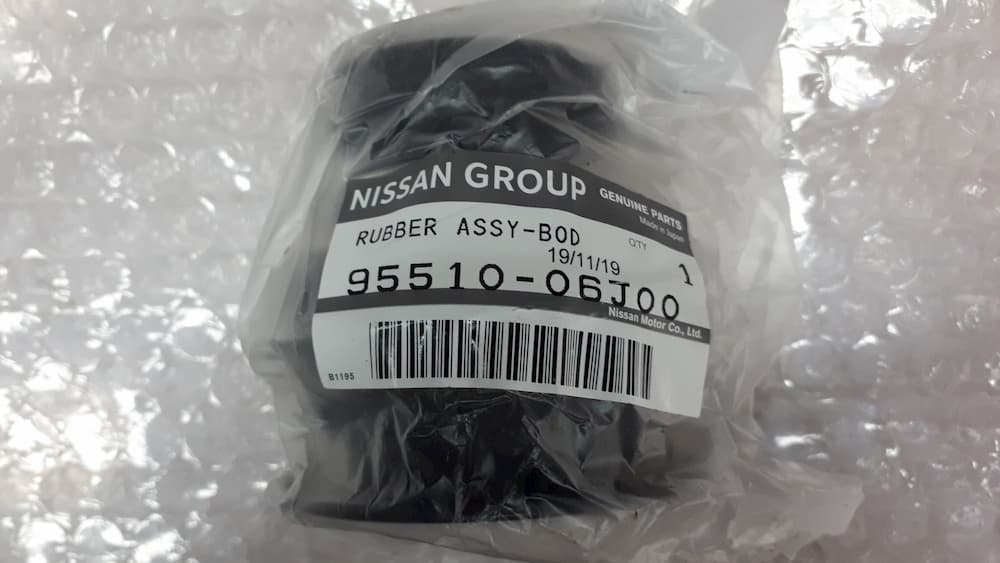 NISSAN GROUP GENUINE PARTS
Made in Japan
RUBBER ASSY-BOD QTY
19/11/19 1
95510-06J00
Nissan Motor Co., Ltd.
B1195